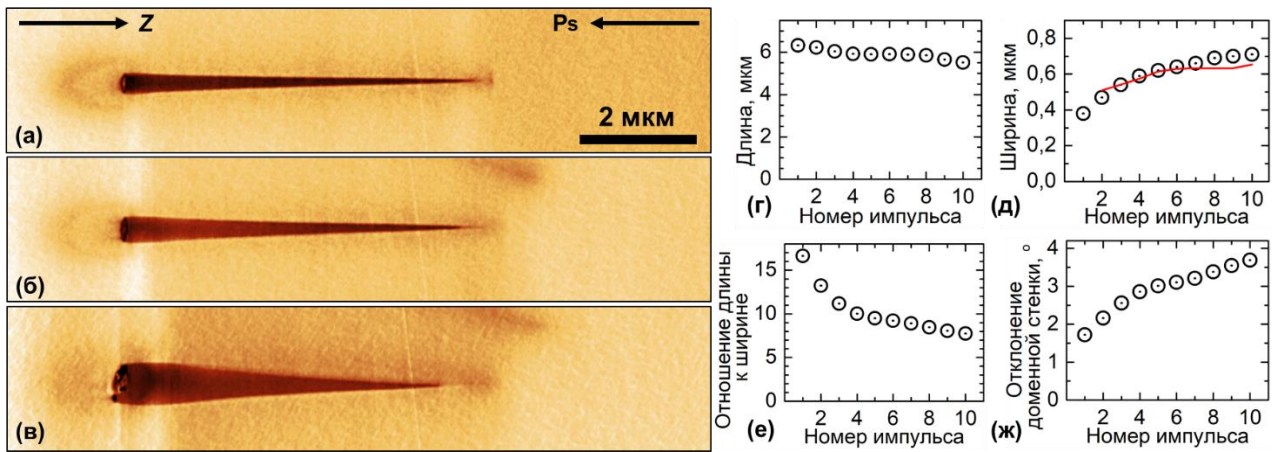 Z
Ps
(а)
2 мкм
(б)
(в)
Длина, мкм
8
6
4
2
0
2 4 6 8 10
Номер импульса
(г)
Ширина, мкм
0,8
0,6
0,4
0,2
0,0
2 4 6 8 10
Номер импульса
(д)
Отношение длины
к ширине
15
10
5
0
2 4 6 8 10
Номер импульса
(е)
Отклонение
доменной стенки, °
4
3
2
1
0
2 4 6 8 10
Номер импульса
(ж)